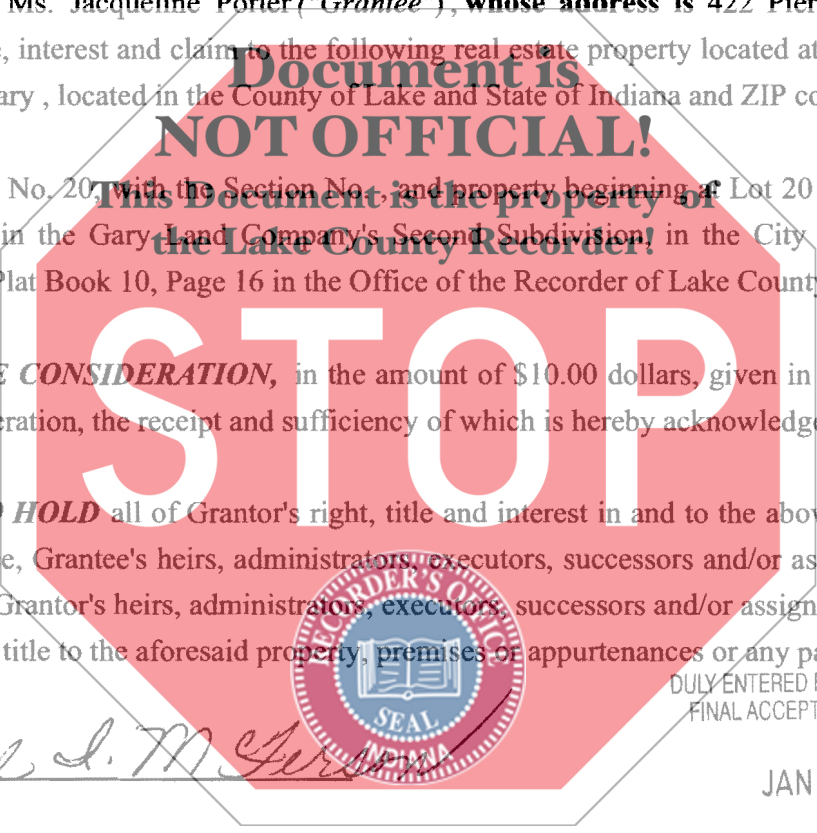 Ms. Jacqueline Porter ("Grantee"), whose address is 422 Pier
, interest and claim to the following real estate property located at
ary , located in the County of Lake and State of Indiana and ZIP co
Document is
NOT OFFICIAL!
This Document is the property of
the Lake County Recorder!
No. 20, with the Section No. , and property beginning at Lot 20
in the Gary Land Company's Second Subdivision, in the City
Plat Book 10, Page 16 in the Office of the Recorder of Lake County
STOP
E CONSIDERATION, in the amount of $10.00 dollars, given in
eration, the receipt and sufficiency of which is hereby acknowledge
O HOLD all of Grantor's right, title and interest in and to the abov
e, Grantee's heirs, administrators, executors, successors and/or as
Grantor's heirs, administrators, executors, successors and/or assign
title to the aforesaid property, premises or appurtenances or any pa
RECORDER'S OFFICE
SEAL
INDIANA
DULY ENTERED
FINAL ACCEPT
I. McFerson
JAN